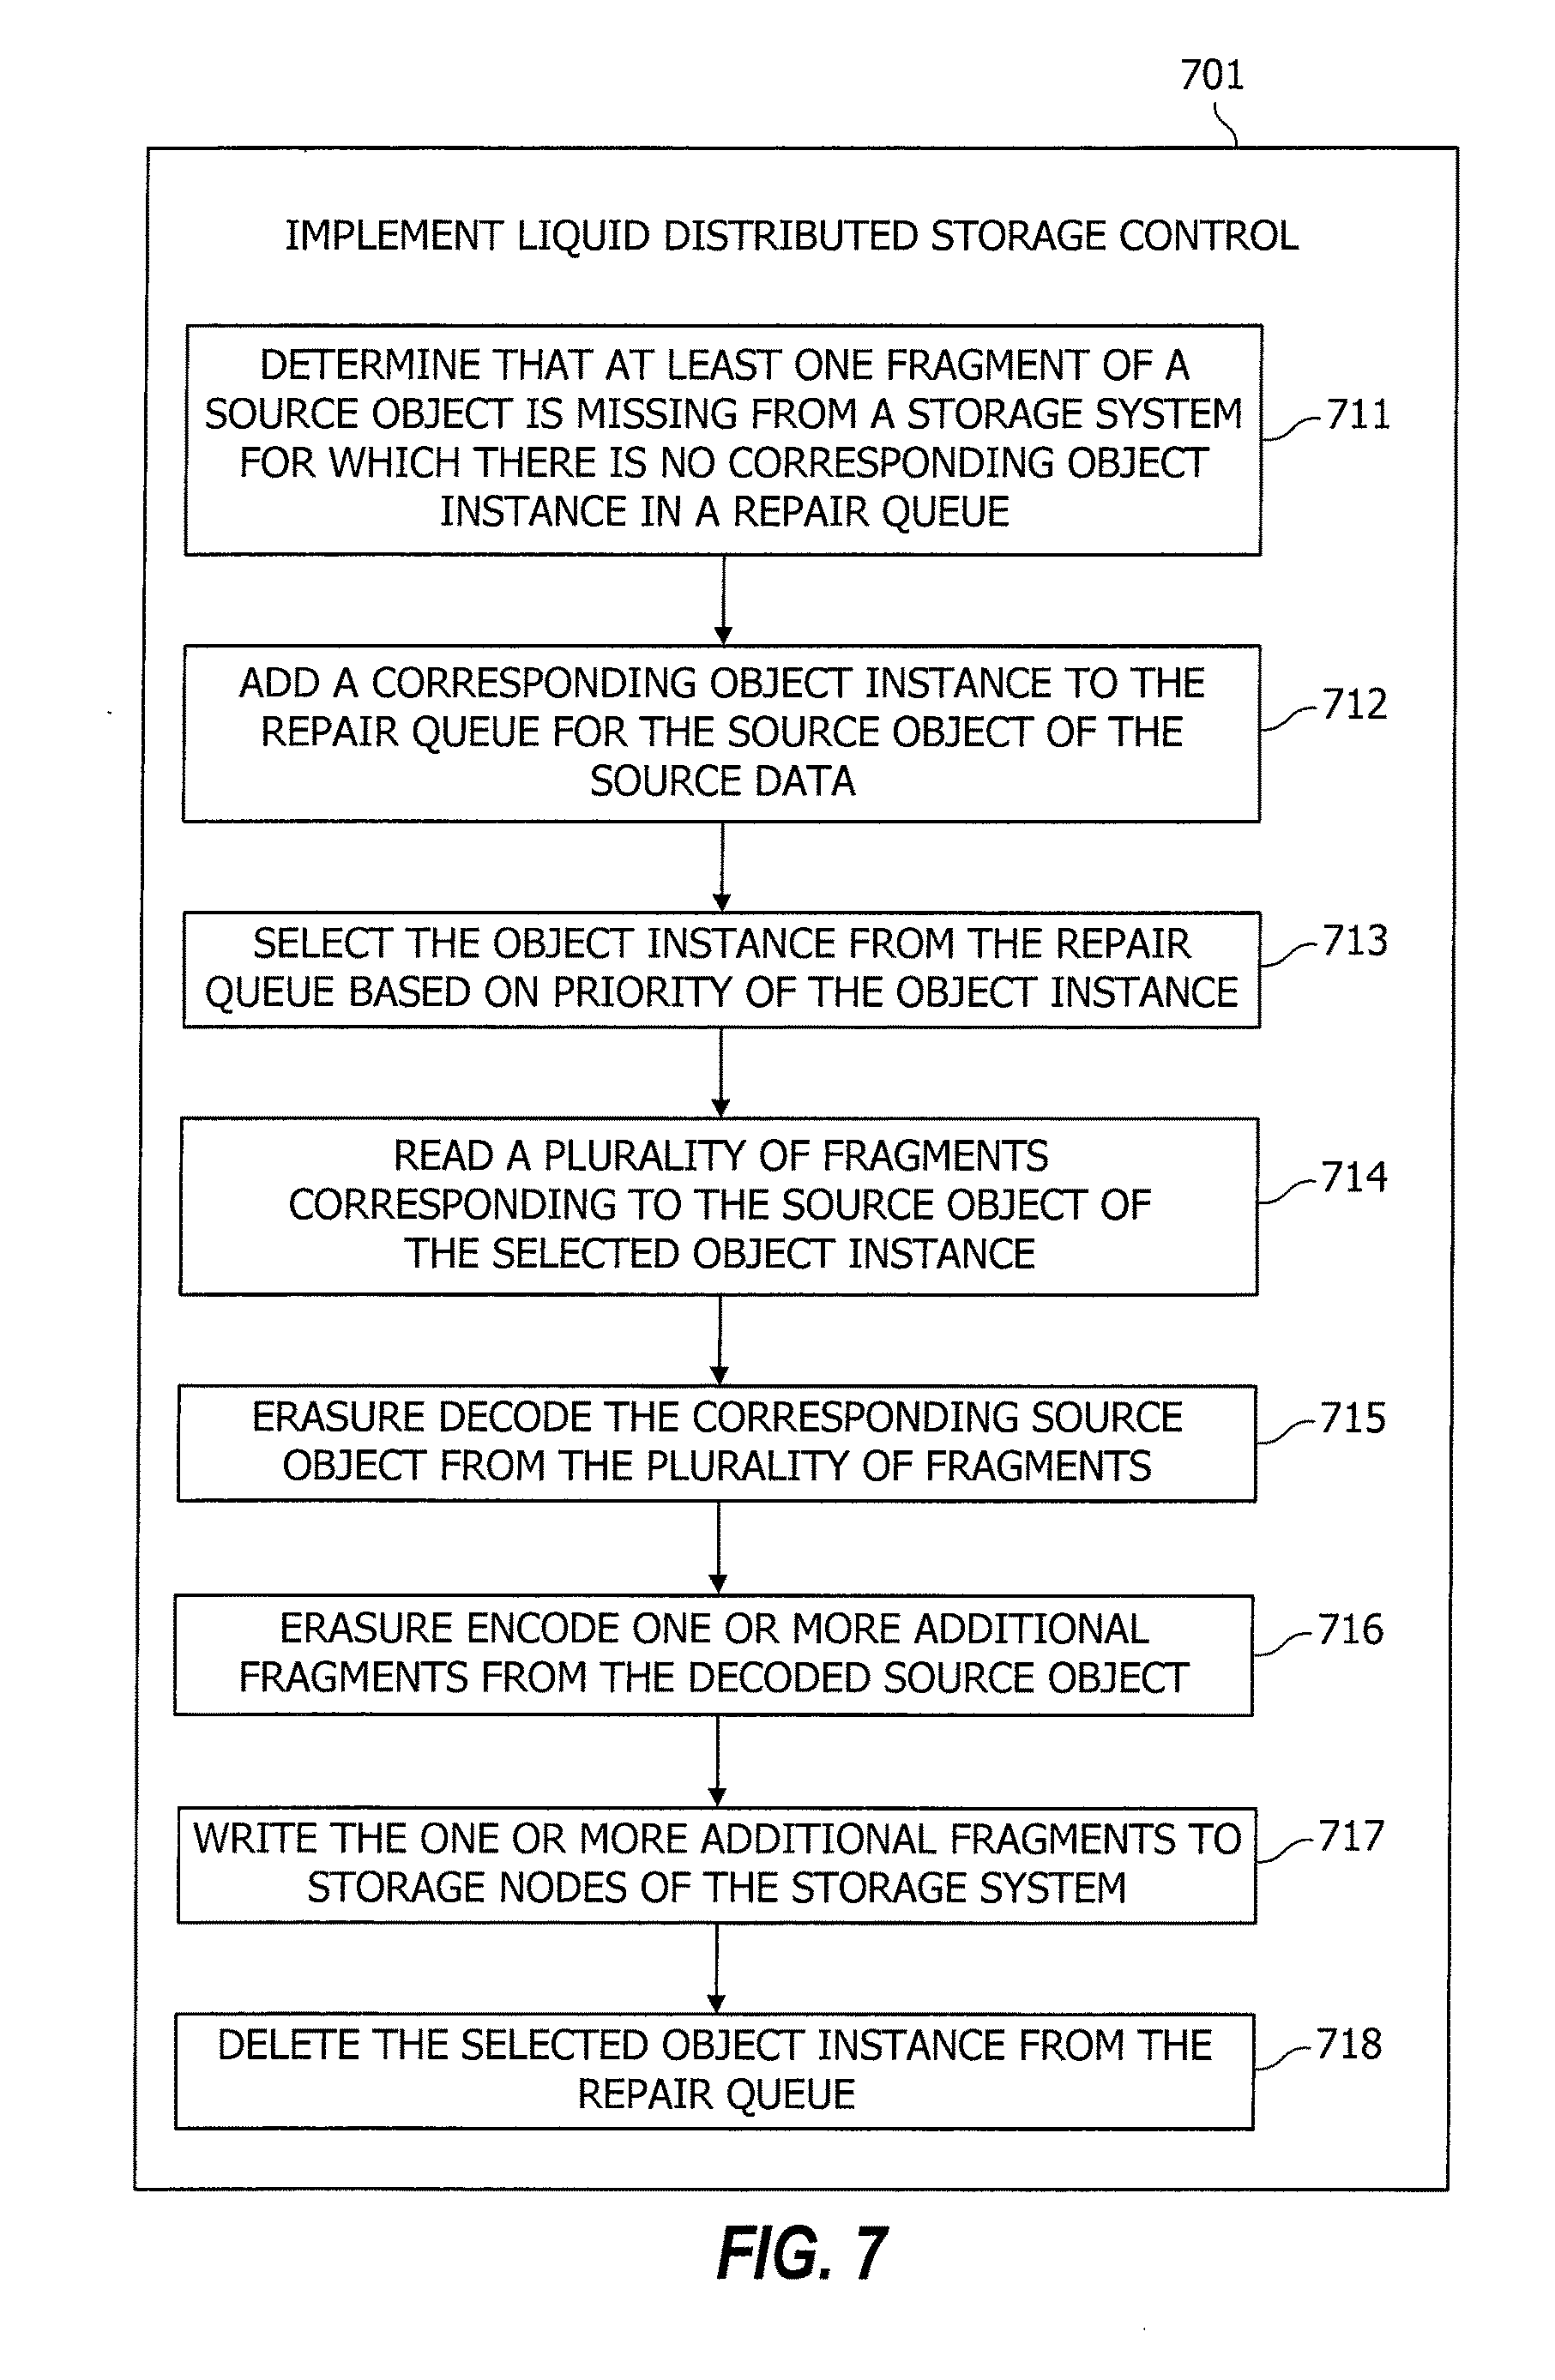 701
IMPLEMENT LIQUID DISTRIBUTED STORAGE CONTROL
DETERMINE THAT AT LEAST ONE FRAGMENT OF A
SOURCE OBJECT IS MISSING FROM A STORAGE SYSTEM
FOR WHICH THERE IS NO CORRESPONDING OBJECT
INSTANCE IN A REPAIR QUEUE
711
ADD A CORRESPONDING OBJECT INSTANCE TO THE
REPAIR QUEUE FOR THE SOURCE OBJECT OF THE
SOURCE DATA
712
SELECT THE OBJECT INSTANCE FROM THE REPAIR
QUEUE BASED ON PRIORITY OF THE OBJECT INSTANCE
713
READ A PLURALITY OF FRAGMENTS
CORRESPONDING TO THE SOURCE OBJECT OF
THE SELECTED OBJECT INSTANCE
714
ERASURE DECODE THE CORRESPONDING SOURCE
OBJECT FROM THE PLURALITY OF FRAGMENTS
715
ERASURE ENCODE ONE OR MORE ADDITIONAL
FRAGMENTS FROM THE DECODED SOURCE OBJECT
716
WRITE THE ONE OR MORE ADDITIONAL FRAGMENTS TO
STORAGE NODES OF THE STORAGE SYSTEM
717
DELETE THE SELECTED OBJECT INSTANCE FROM THE
REPAIR QUEUE
718
FIG. 7